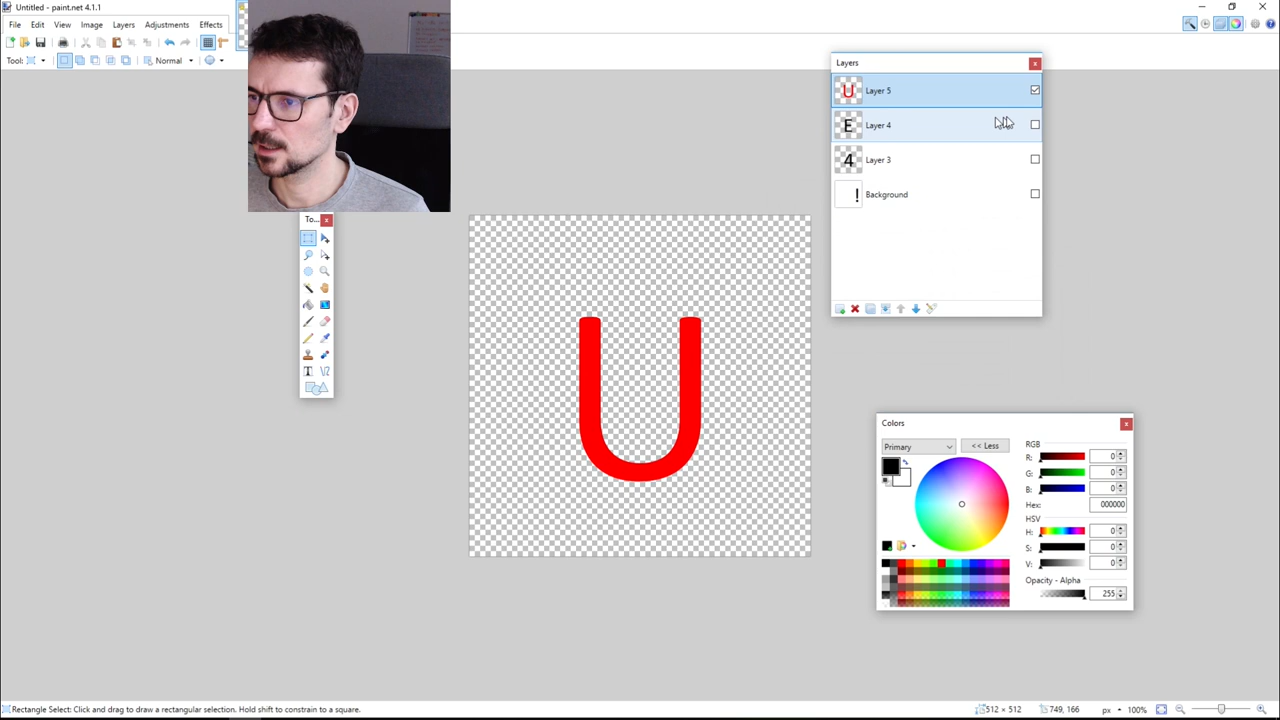 Untitled - paint.net 4.1.1
File Edit View Image Layers Adjustments Effects
Tool: Normal
Layers
U Layer 5
E Layer 4
4 Layer 3
! Background
To...
T
U
Colors
Primary << Less
RGB
R: 0
G: 0
B: 0
Hex: 000000
HSV
H: 0
S: 0
V: 0
Opacity - Alpha
255
Rectangle Select: Click and drag to draw a rectangular selection. Hold shift to constrain to a square. 512 × 512 749, 166 px 100%